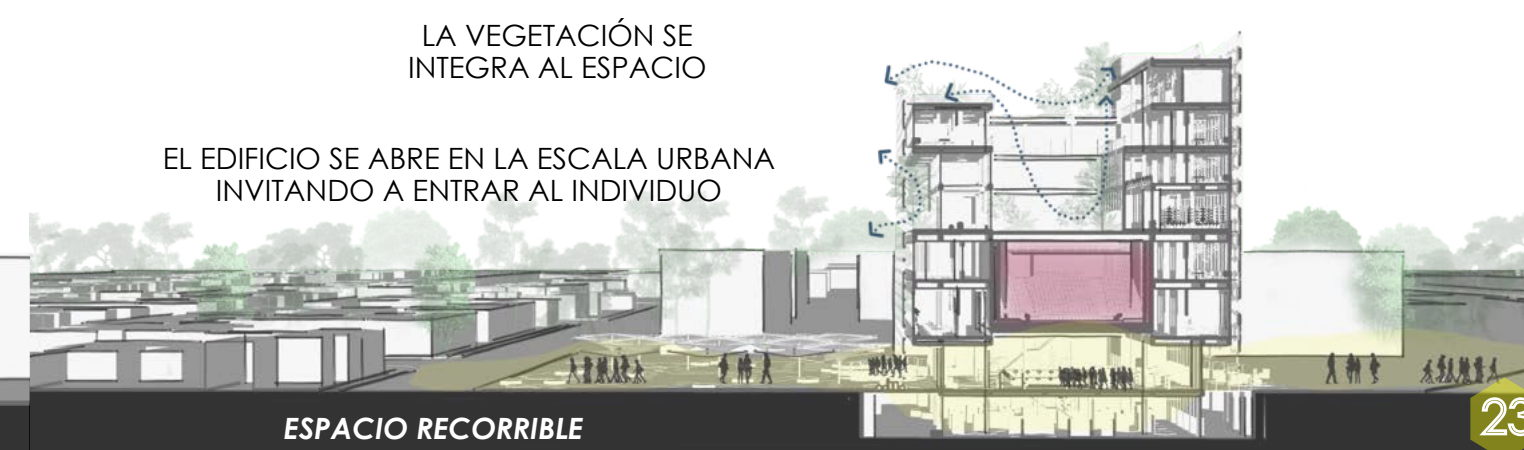 LA VEGETACIÓN SE
INTEGRA AL ESPACIO
EL EDIFICIO SE ABRE EN LA ESCALA URBANA
INVITANDO A ENTRAR AL INDIVIDUO
ESPACIO RECORRIBLE
23